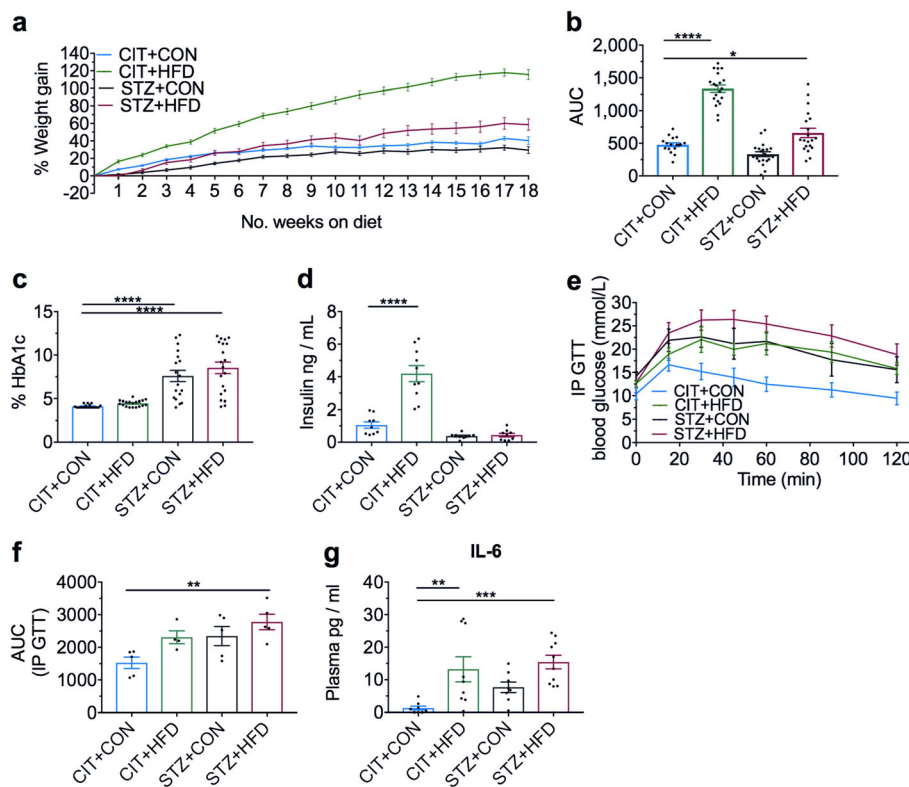 a
140
120
100
80
60
40
20
0
-20
% Weight gain
CIT+CON
CIT+HFD
STZ+CON
STZ+HFD
1 2 3 4 5 6 7 8 9 10 11 12 13 14 15 16 17 18
No. weeks on diet
b
2,000
1,500
1,000
500
0
AUC
****
*
CIT+CON
CIT+HFD
STZ+CON
STZ+HFD
c
15
10
5
0
% HbA1c
****
****
CIT+CON
CIT+HFD
STZ+CON
STZ+HFD
d
8
6
4
2
0
Insulin ng / mL
****
CIT+CON
CIT+HFD
STZ+CON
STZ+HFD
e
30
25
20
15
10
5
0
IP GTT
blood glucose (mmol/L)
CIT+CON
CIT+HFD
STZ+CON
STZ+HFD
0 20 40 60 80 100 120
Time (min)
f
4000
3000
2000
1000
0
AUC
(IP GTT)
**
CIT+CON
CIT+HFD
STZ+CON
STZ+HFD
g
IL-6
40
30
20
10
0
Plasma pg / ml
**
***
CIT+CON
CIT+HFD
STZ+CON
STZ+HFD